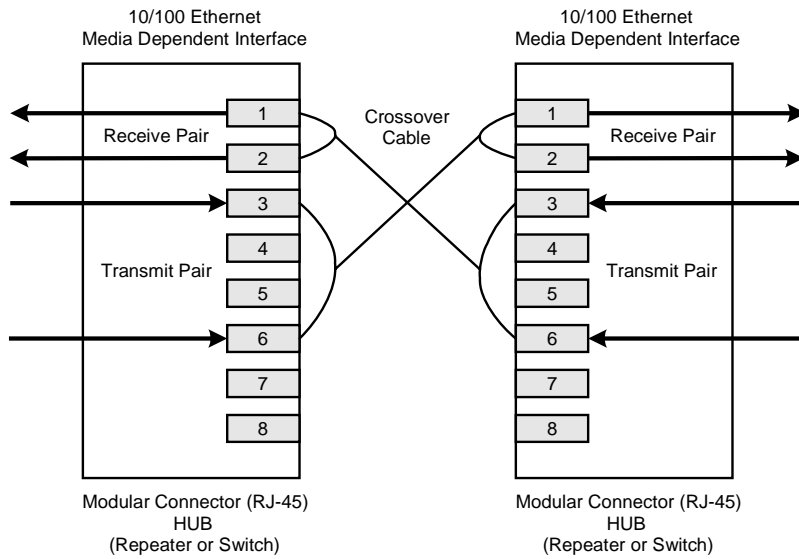 10/100 Ethernet
Media Dependent Interface
10/100 Ethernet
Media Dependent Interface
1
Receive Pair
2
3
4
Transmit Pair
5
6
7
8
Crossover
Cable
1
Receive Pair
2
3
4
Transmit Pair
5
6
7
8
Modular Connector (RJ-45)
HUB
(Repeater or Switch)
Modular Connector (RJ-45)
HUB
(Repeater or Switch)